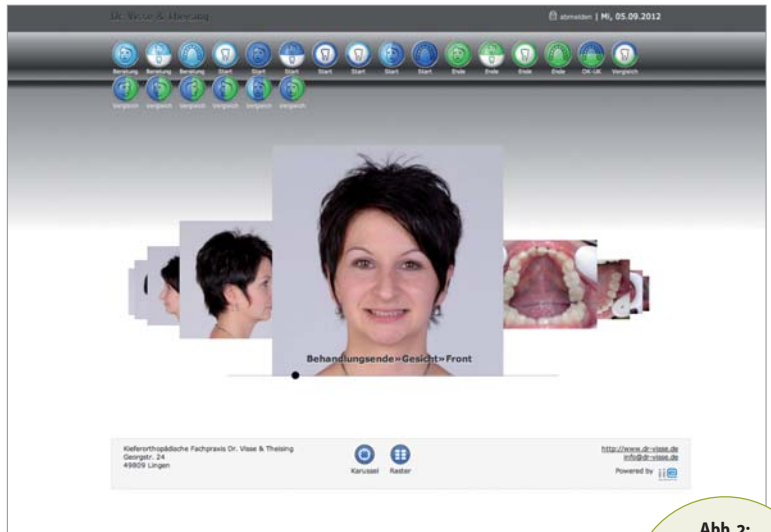 Dr. Visse & Theising
abmelden | Mi, 05.09.2012
Beratung Beratung Beratung Start Start Start Start Start Start Start Ende Ende Ende Ende OK-UK Vergleich
Vergleich Vergleich Vergleich Vergleich Vergleich Vergleich
Behandlungsende»Gesicht»Front
Kieferorthopädische Fachpraxis Dr. Visse & Theising
Georgstr. 24
49809 Lingen
Karussel Raster
http://www.dr-visse.de
info@dr-visse.de
Powered by
Abb. 2: